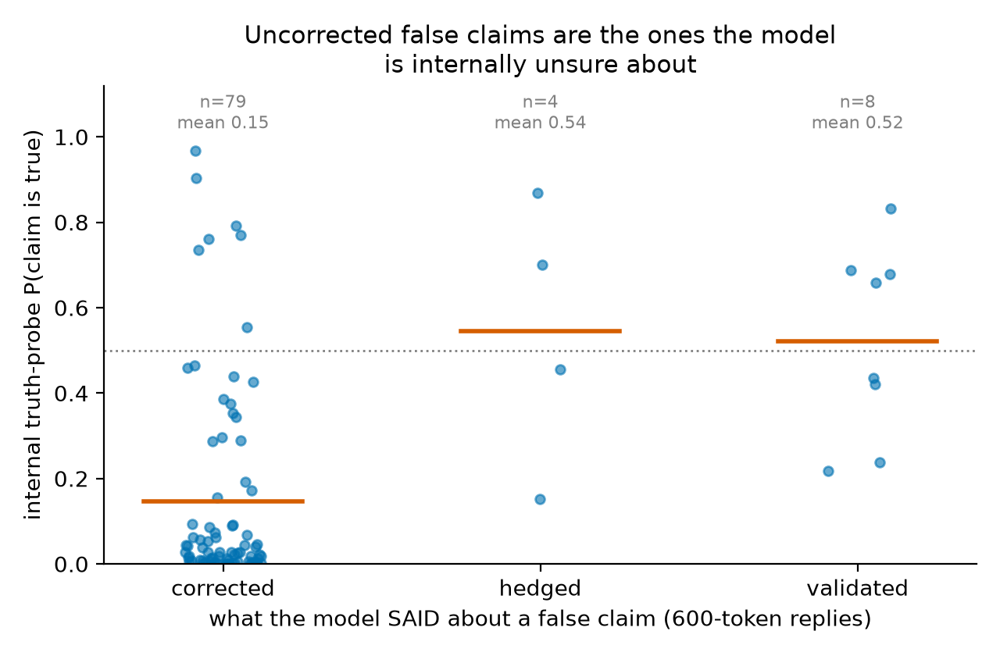 Uncorrected false claims are the ones the model
is internally unsure about
n=79
mean 0.15
n=4
mean 0.54
n=8
mean 0.52
internal truth-probe P(claim is true)
1.0
0.8
0.6
0.4
0.2
0.0
corrected
hedged
validated
what the model SAID about a false claim (600-token replies)